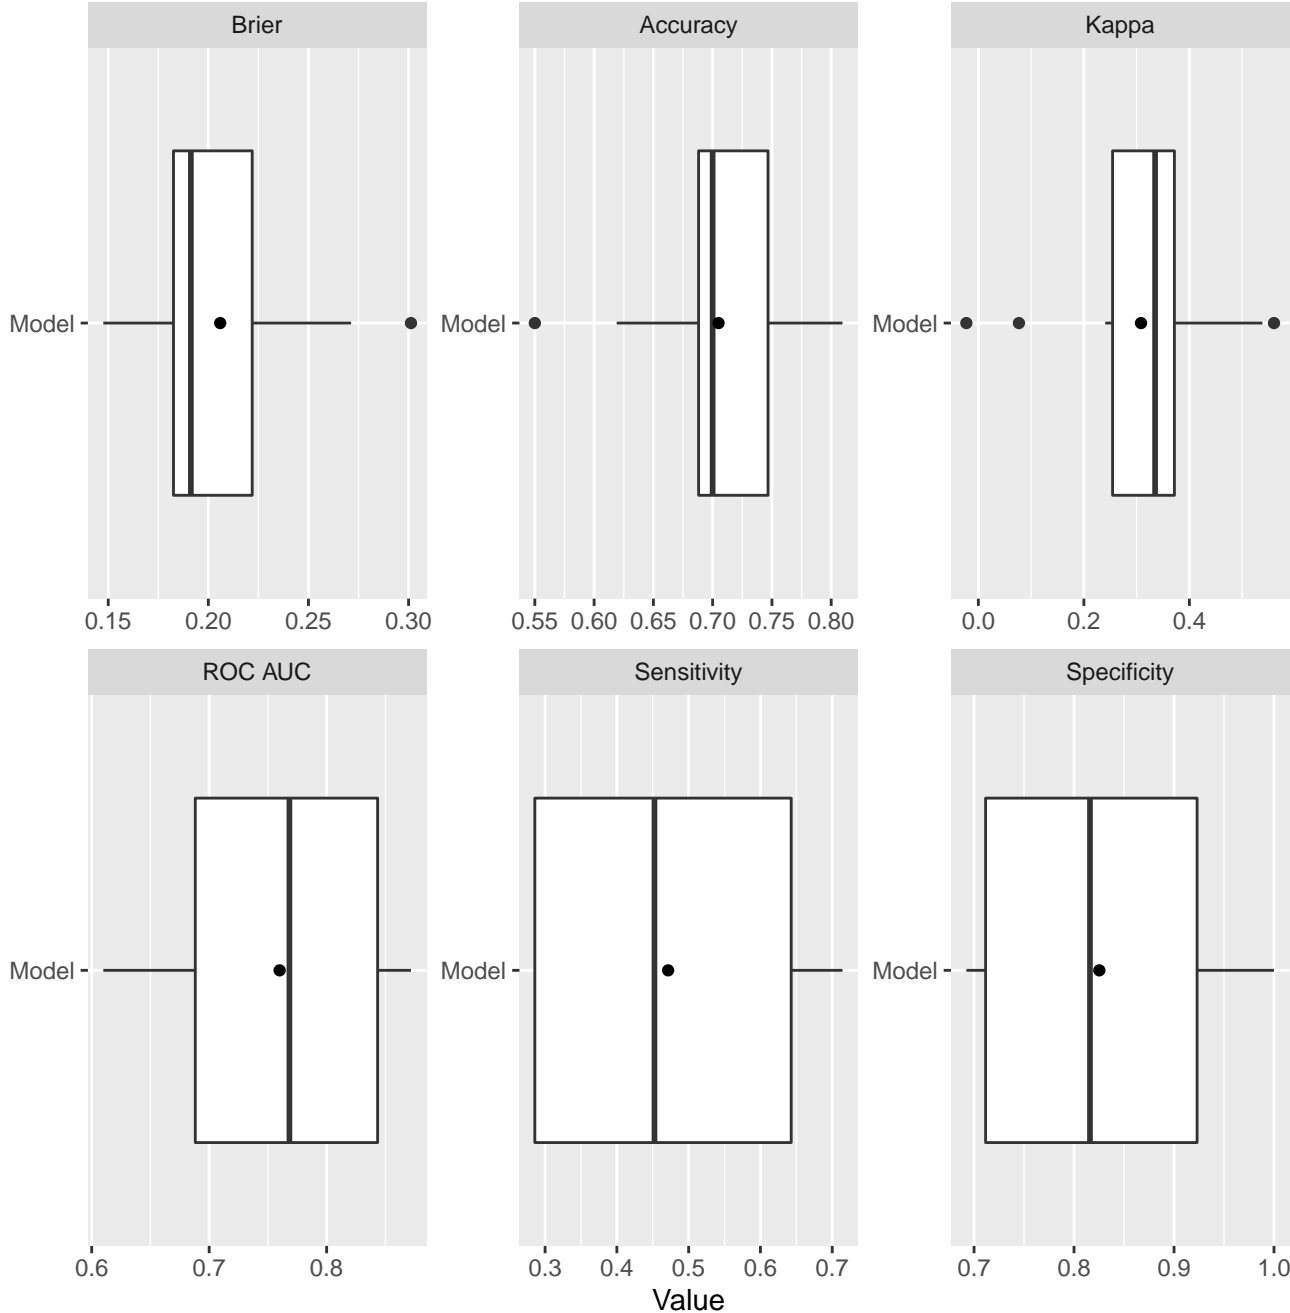 Brier Accuracy Kappa
Model Model Model
0.15 0.20 0.25 0.30 0.55 0.60 0.65 0.70 0.75 0.80 0.0 0.2 0.4
ROC AUC Sensitivity Specificity
Model Model Model
0.6 0.7 0.8 0.3 0.4 0.5 0.6 0.7 0.7 0.8 0.9 1.0
Value